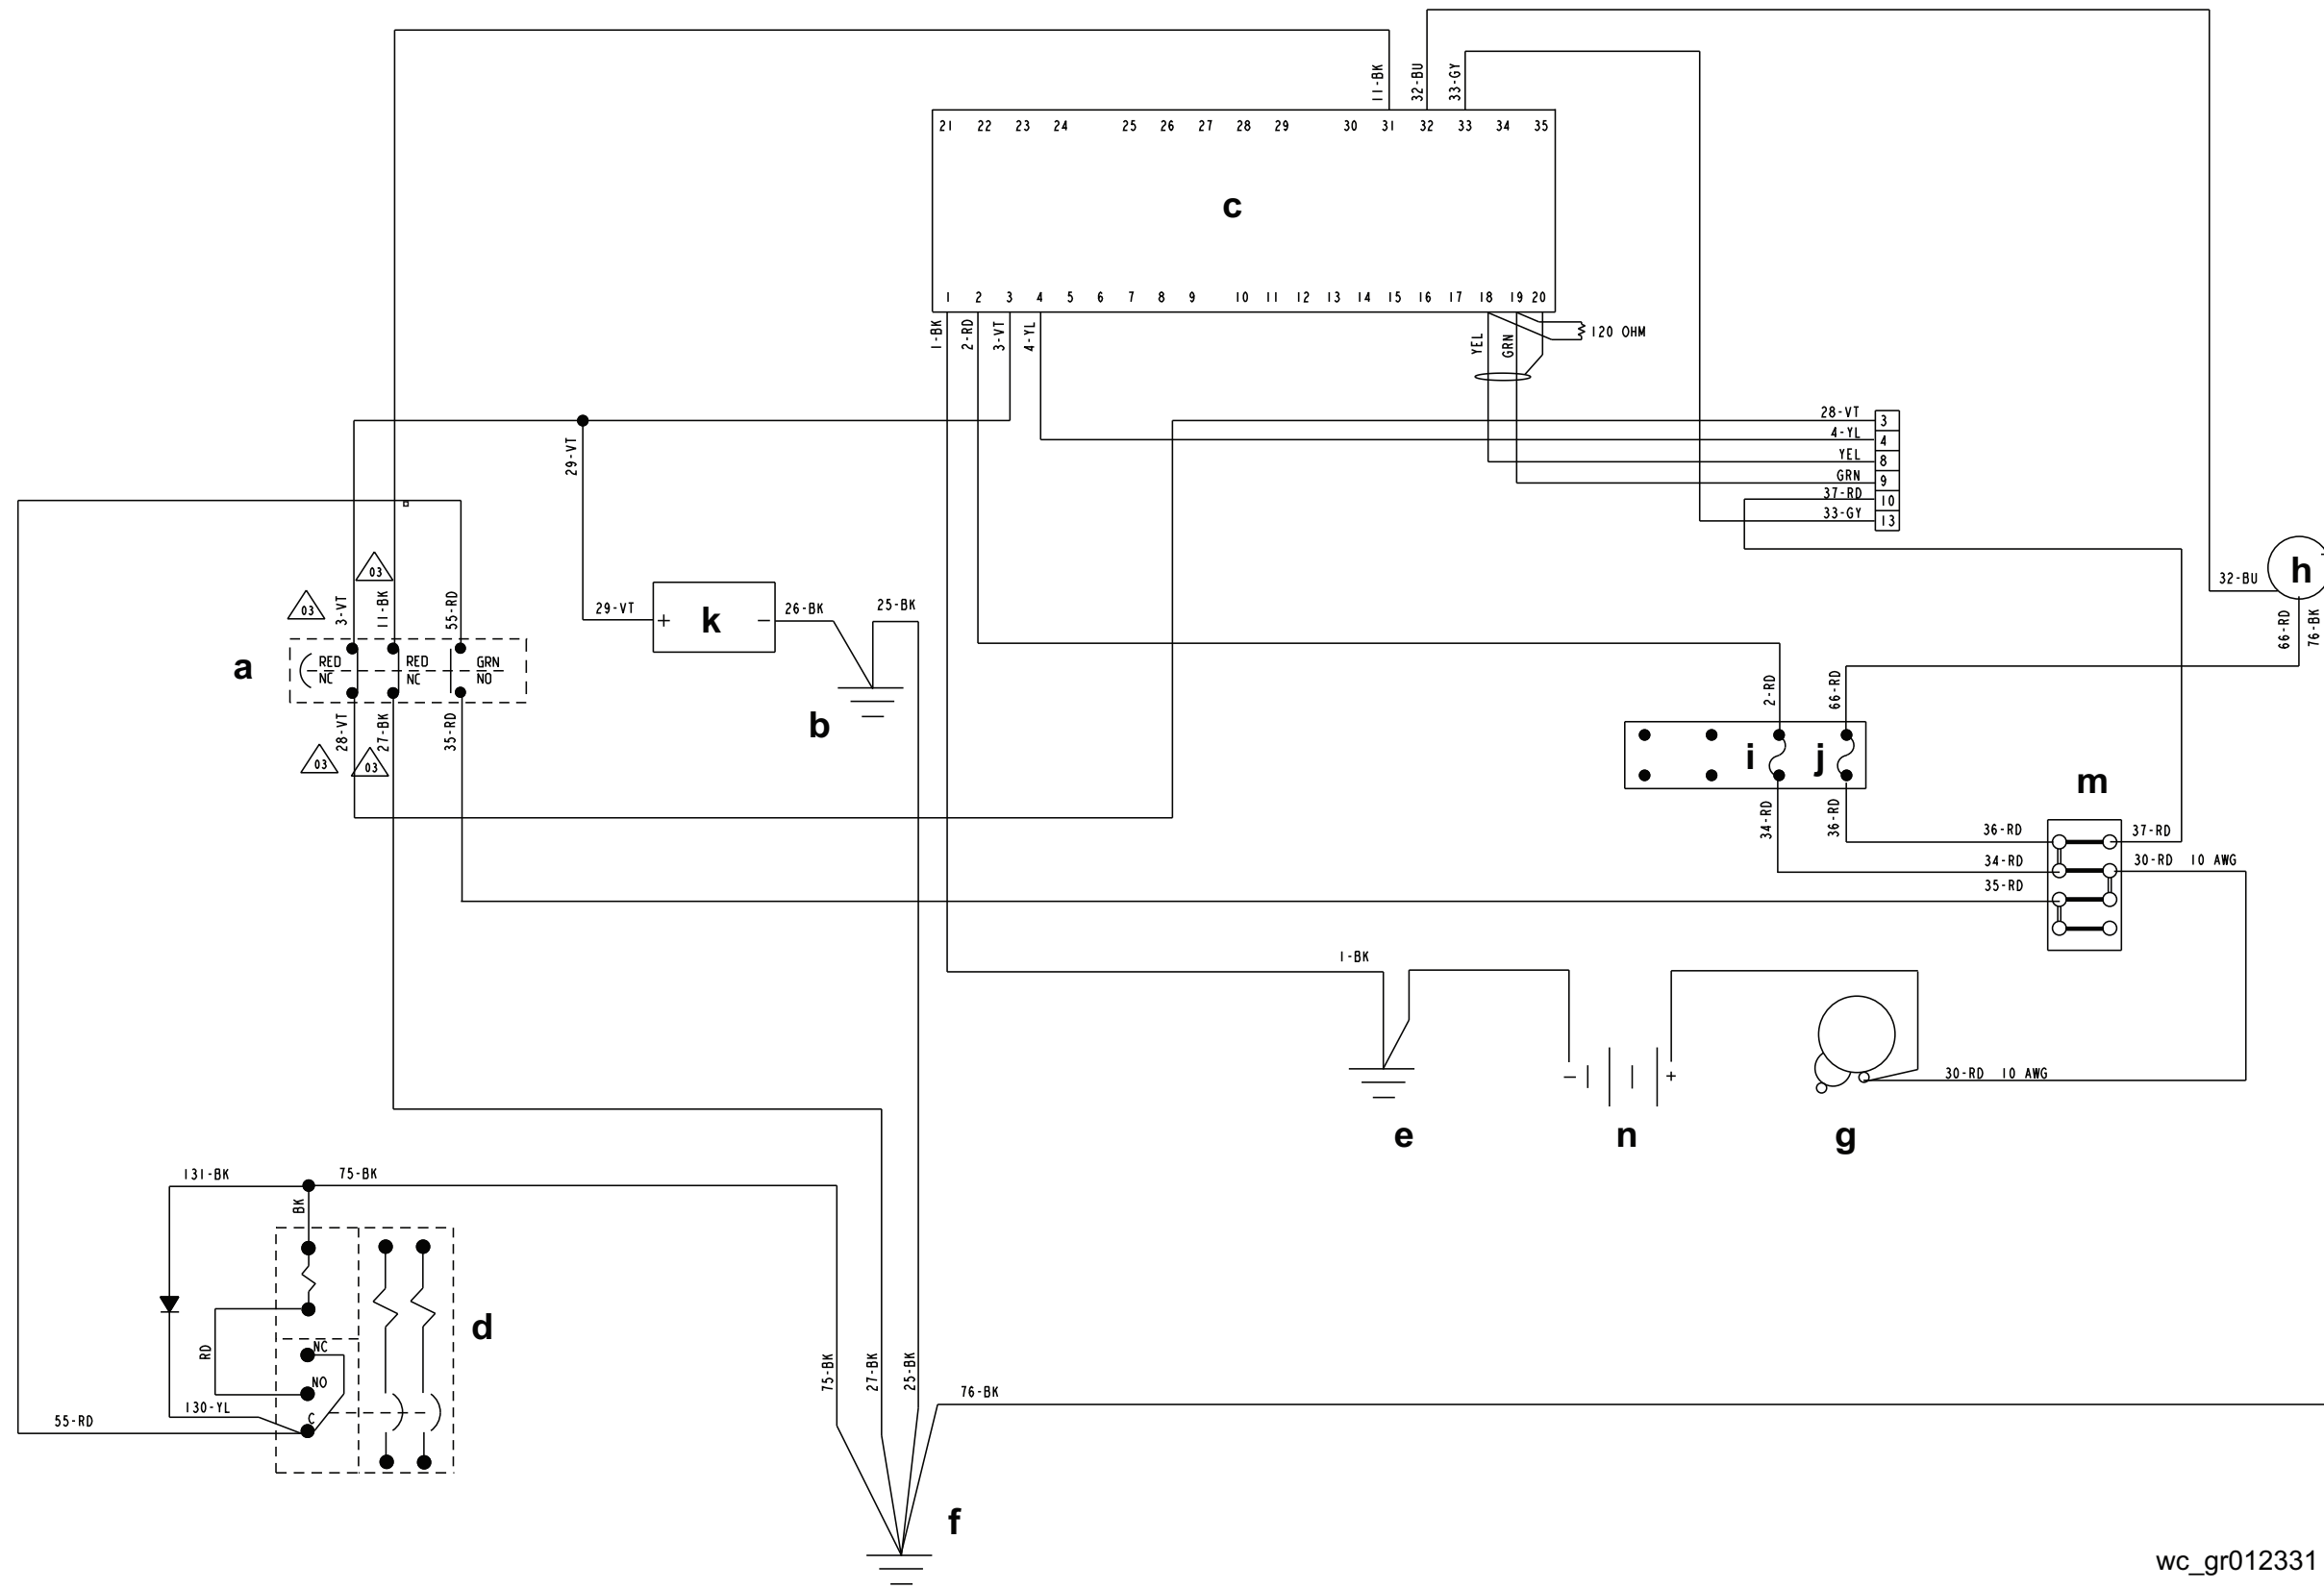 11-BK
32-BU
33-GY
21 22 23 24 25 26 27 28 29 30 31 32 33 34 35
c
1 2 3 4 5 6 7 8 9 10 11 12 13 14 15 16 17 18 19 20
1-BK
2-RD
3-VT
4-YL
YEL
GRN
120 OHM
28-VT 3
4-YL 4
YEL 8
GRN 9
37-RD 10
33-GY 13
29-VT
03
03
3-VT
11-BK
55-RD
29-VT
+ k −
26-BK
25-BK
32-BU
h
66-RD
76-BK
a
RED
NC
RED
NC
GRN
NO
b
28-VT
27-BK
35-RD
03
03
2-RD
66-RD
i
j
m
34-RD
36-RD
36-RD
37-RD
34-RD
30-RD 10 AWG
35-RD
1-BK
− +
30-RD 10 AWG
e
n
g
131-BK
75-BK
BK
d
RD
NC
NO
C
130-YL
55-RD
75-BK
27-BK
25-BK
76-BK
f
wc_gr012331